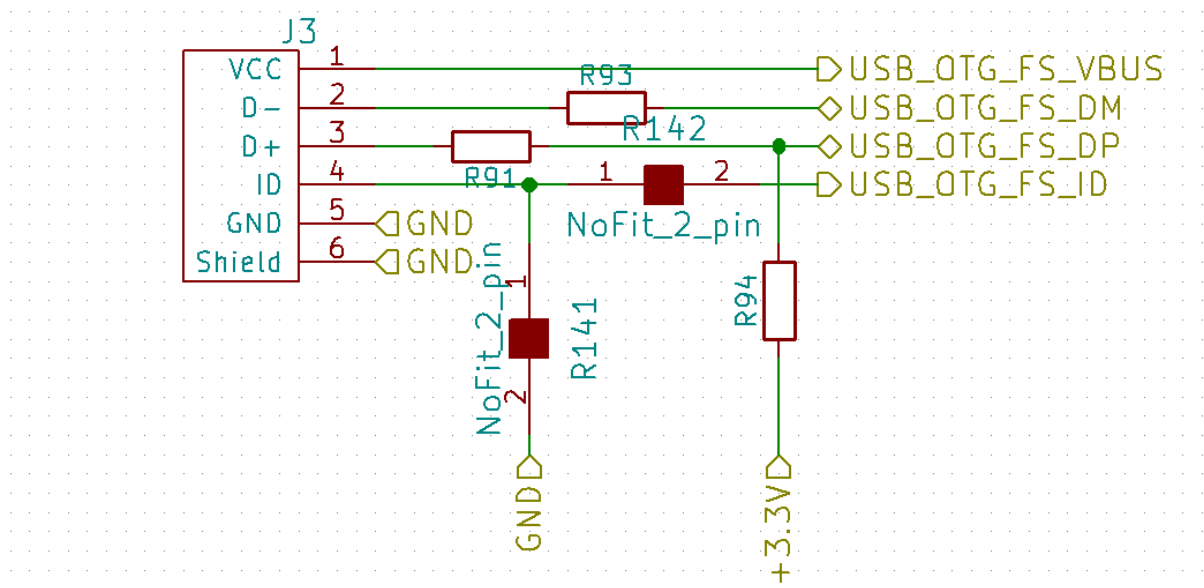 J3
VCC 1 USB_OTG_FS_VBUS
R93
D- 2 USB_OTG_FS_DM
R142
D+ 3 USB_OTG_FS_DP
ID 4 R91 1 2 USB_OTG_FS_ID
GND 5 GND NoFit_2_pin
Shield 6 GND
NoFit_2_pin
1
2
R141
R94
GND
+3.3V